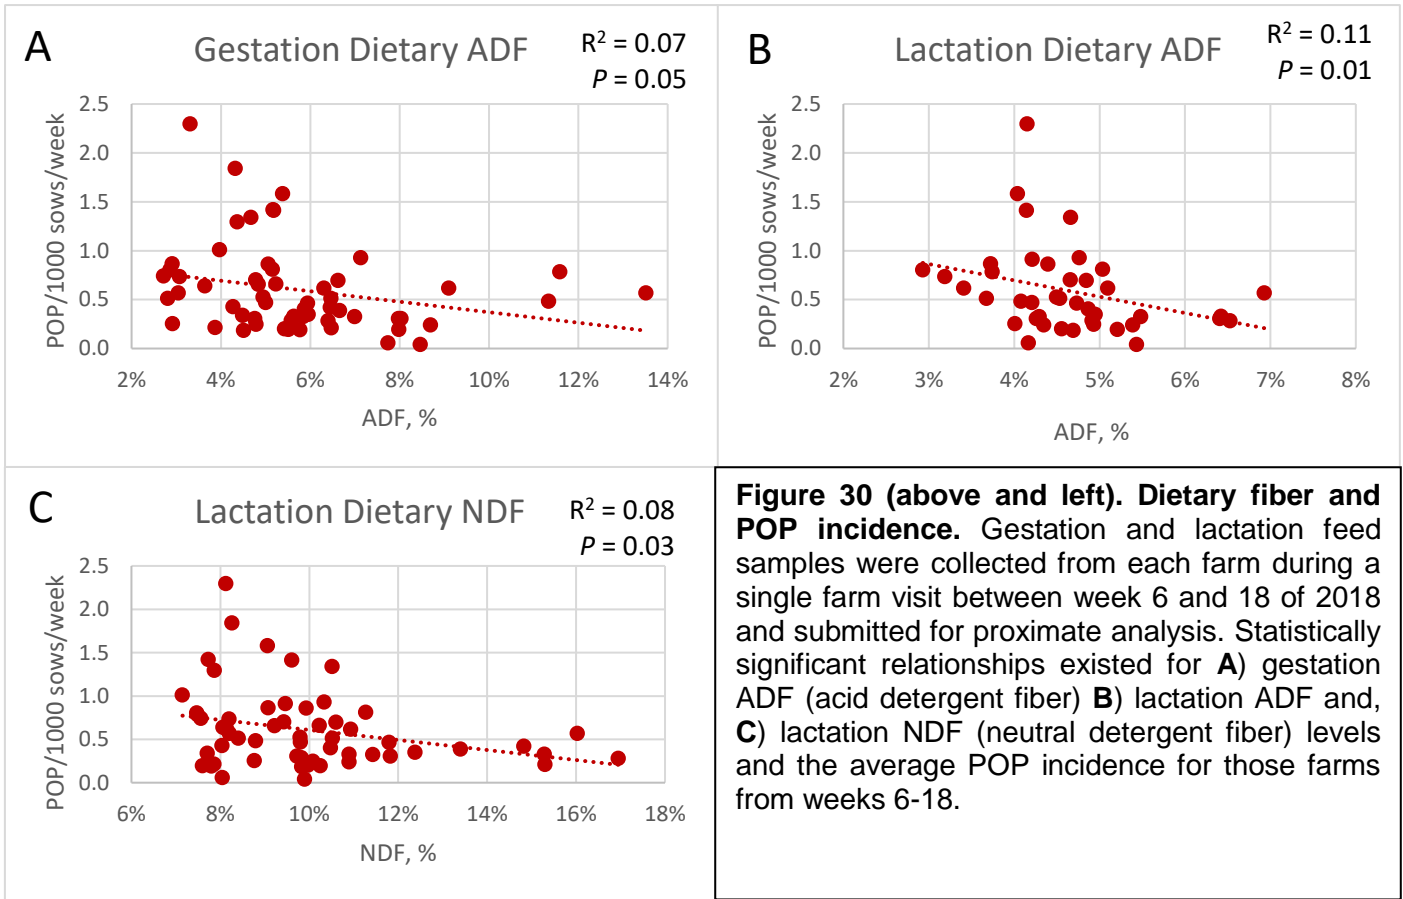 A
Gestation Dietary ADF
R² = 0.07
P = 0.05
POP/1000 sows/week
2.5
2.0
1.5
1.0
0.5
0.0
2% 4% 6% 8% 10% 12% 14%
ADF, %
B
Lactation Dietary ADF
R² = 0.11
P = 0.01
POP/1000 sows/week
2.5
2.0
1.5
1.0
0.5
0.0
2% 3% 4% 5% 6% 7% 8%
ADF, %
C
Lactation Dietary NDF
R² = 0.08
P = 0.03
POP/1000 sows/week
2.5
2.0
1.5
1.0
0.5
0.0
6% 8% 10% 12% 14% 16% 18%
NDF, %
Figure 30 (above and left). Dietary fiber and
POP incidence. Gestation and lactation feed
samples were collected from each farm during a
single farm visit between week 6 and 18 of 2018
and submitted for proximate analysis. Statistically
significant relationships existed for A) gestation
ADF (acid detergent fiber) B) lactation ADF and,
C) lactation NDF (neutral detergent fiber) levels
and the average POP incidence for those farms
from weeks 6-18.